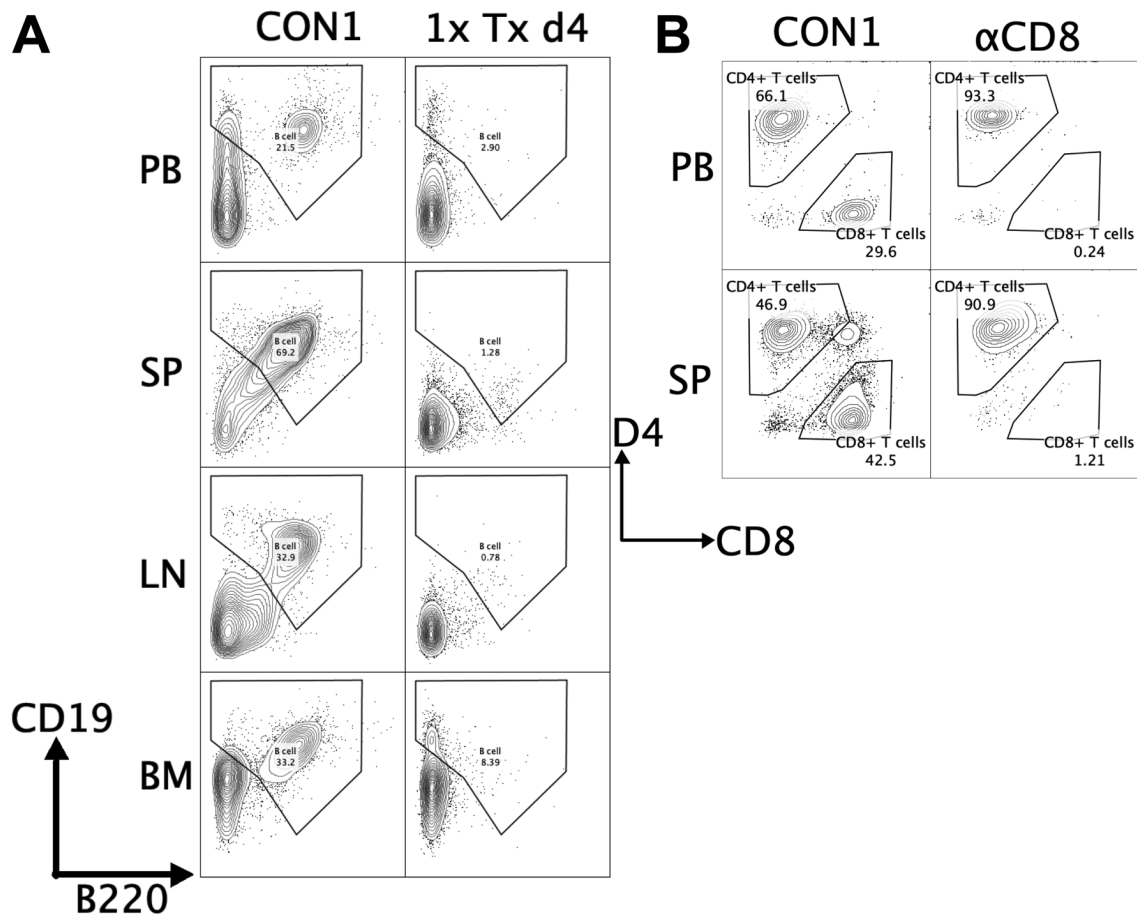 A
CON1
1x Tx d4
PB
B cell
21.5
B cell
2.90
SP
B cell
69.2
B cell
1.28
LN
B cell
32.9
B cell
0.78
BM
B cell
33.2
B cell
8.39
CD19
B220
B
CON1
αCD8
PB
CD4+ T cells
66.1
CD8+ T cells
29.6
CD4+ T cells
93.3
CD8+ T cells
0.24
SP
CD4+ T cells
46.9
CD8+ T cells
42.5
CD4+ T cells
90.9
CD8+ T cells
1.21
D4
CD8